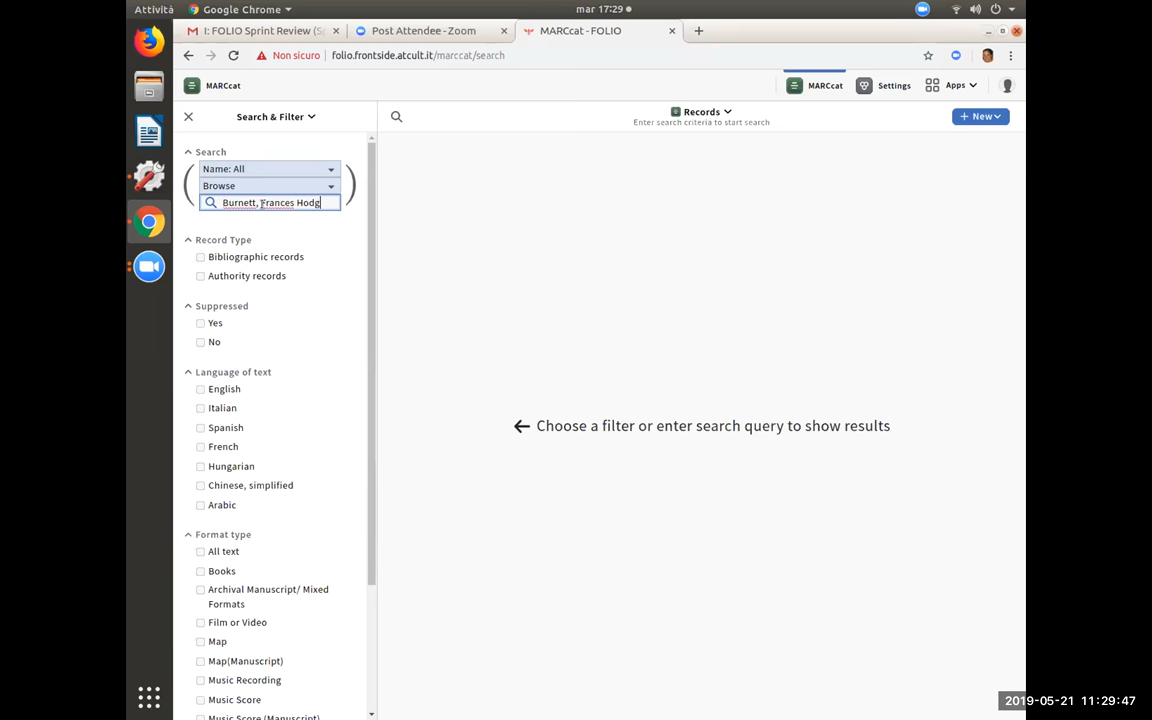 Attività
Google Chrome
mar 17:29
I: FOLIO Sprint Review (S
Post Attendee - Zoom
MARCcat - FOLIO
Non sicuro
folio.frontside.atcult.it/marccat/search
MARCcat
MARCcat
Settings
Apps
Search & Filter
Records
Enter search criteria to start search
+ New
Search
Name: All
Browse
Burnett, Frances Hodg
Record Type
Bibliographic records
Authority records
Suppressed
Yes
No
Language of text
English
Italian
Spanish
French
Hungarian
Chinese, simplified
Arabic
Choose a filter or enter search query to show results
Format type
All text
Books
Archival Manuscript/ Mixed
Formats
Film or Video
Map
Map(Manuscript)
Music Recording
Music Score
Music Score (Manuscript)
2019-05-21 11:29:47